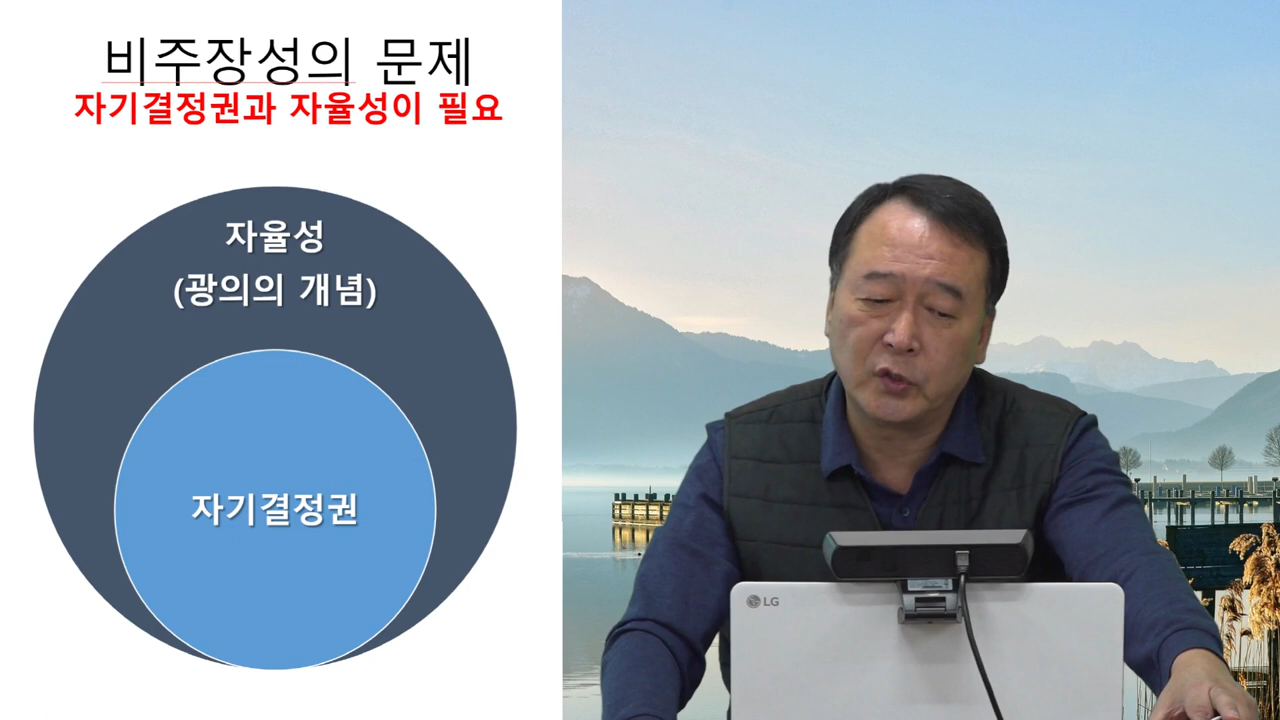 비주장성의 문제
자기결정권과 자율성이 필요
자율성
(광의의 개념)
자기결정권
LG